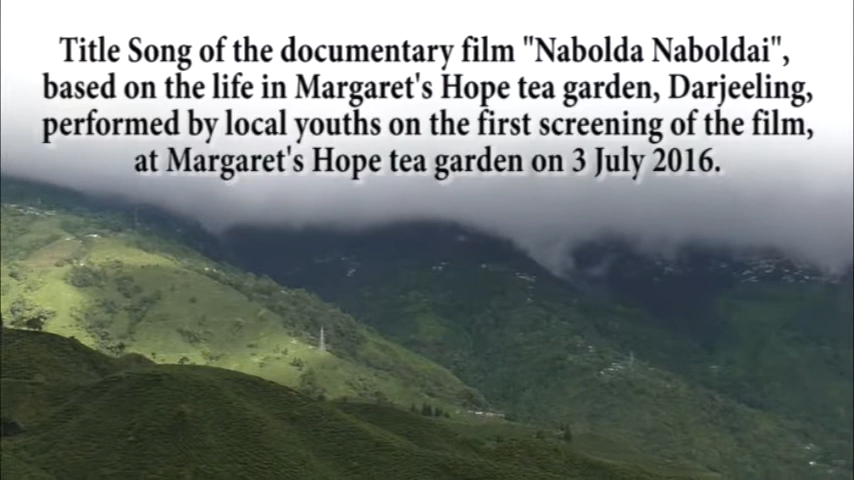 Title Song of the documentary film "Nabolda Naboldai",
based on the life in Margaret's Hope tea garden, Darjeeling,
performed by local youths on the first screening of the film,
at Margaret's Hope tea garden on 3 July 2016.